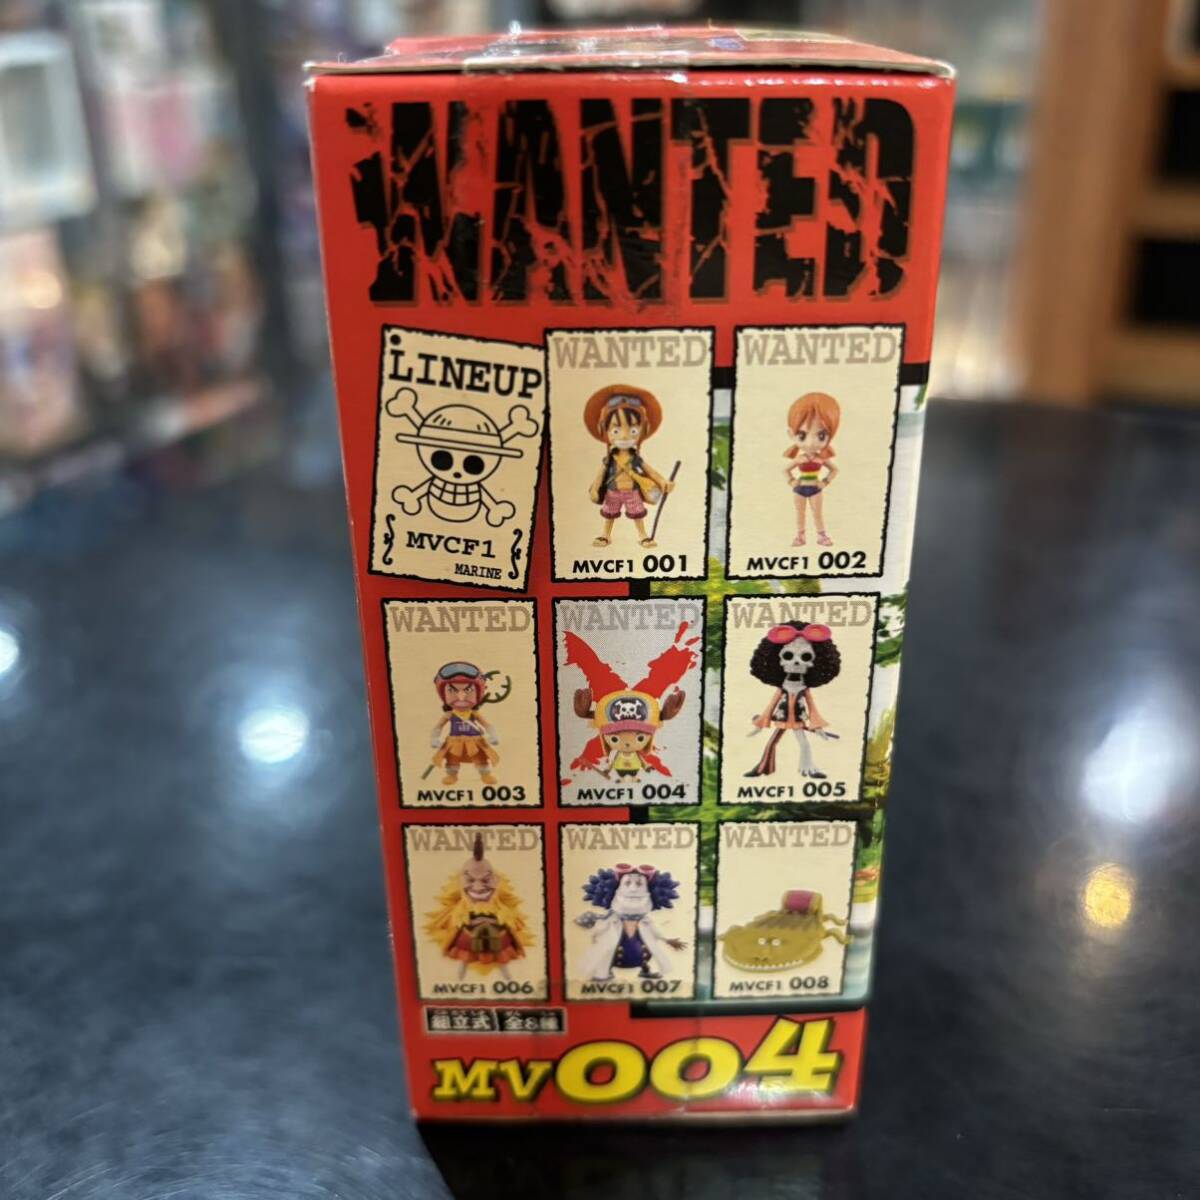 WANTED
LINEUP
MVCF1
MARINE
WANTED
MVCF1 001
WANTED
MVCF1 002
WANTED
MVCF1 003
WANTED
MVCF1 004
WANTED
MVCF1 005
WANTED
MVCF1 006
WANTED
MVCF1 007
WANTED
MVCF1 008
組立式 全8種
MV004